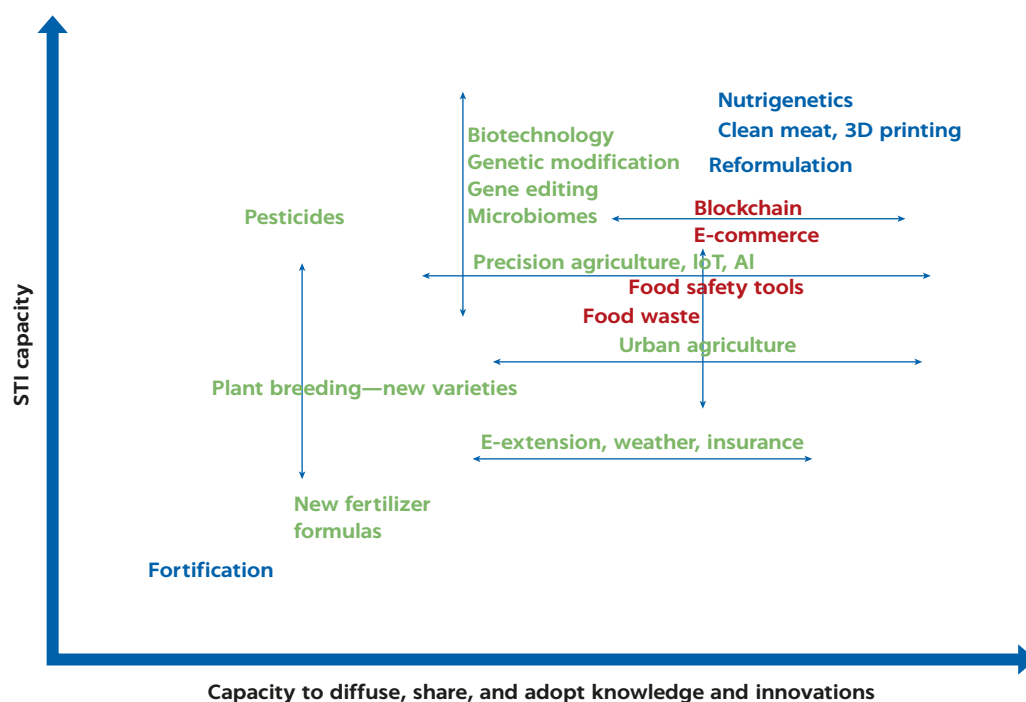 Nutrigenetics
Clean meat, 3D printing
Reformulation
Biotechnology
Genetic modification
Gene editing
Microbiomes
Pesticides
Blockchain
E-commerce
Precision agriculture, IoT, AI
Food safety tools
Food waste
Urban agriculture
Plant breeding—new varieties
E-extension, weather, insurance
New fertilizer
formulas
Fortification
STI capacity
Capacity to diffuse, share, and adopt knowledge and innovations